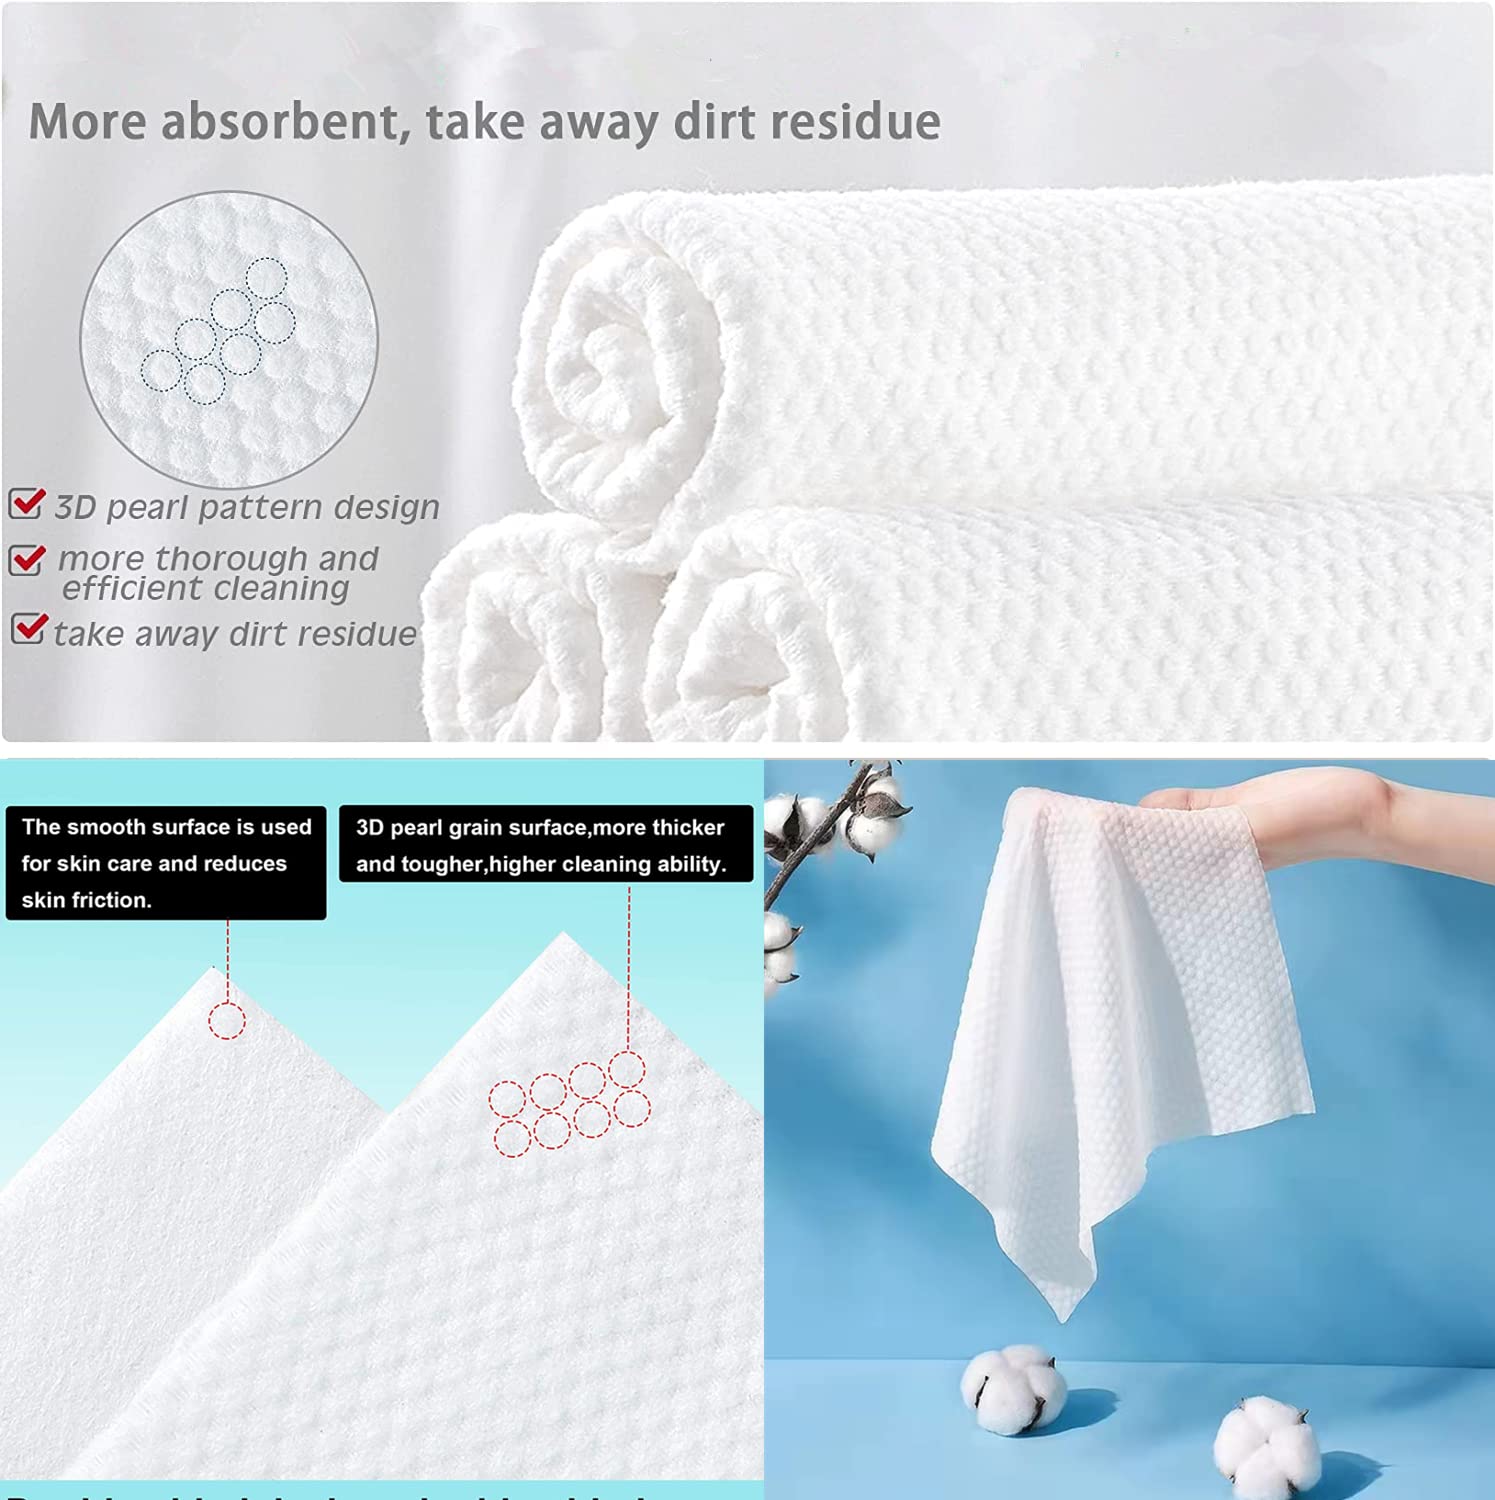 More absorbent, take away dirt residue
3D pearl pattern design
more thorough and
efficient cleaning
take away dirt residue
The smooth surface is used
for skin care and reduces
skin friction.
3D pearl grain surface,more thicker
and tougher,higher cleaning ability.